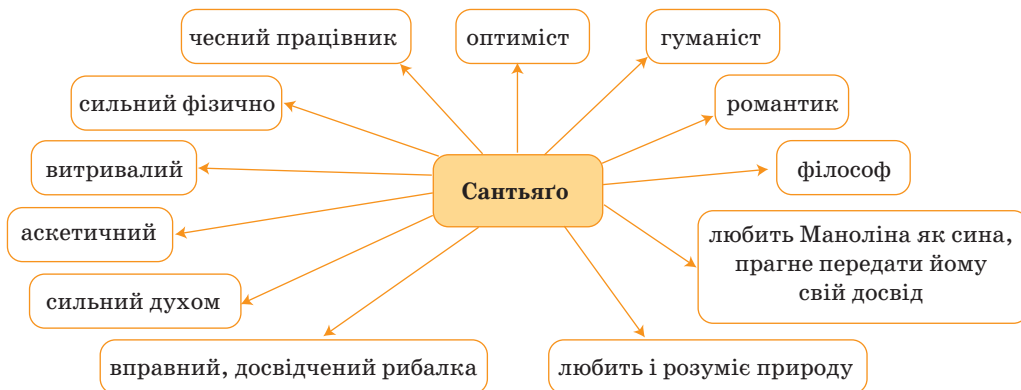 чесний працівник
оптиміст
гуманіст
сильний фізично
романтик
витривалий
Сантьяґо
філософ
аскетичний
любить Маноліна як сина,
прагне передати йому
свій досвід
сильний духом
вправний, досвідчений рибалка
любить і розуміє природу